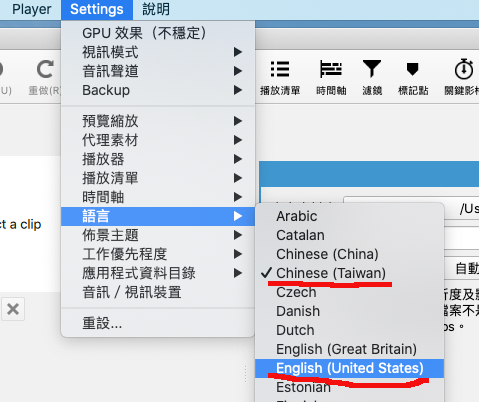 Player Settings 說明
GPU 效果（不穩定）
視訊模式
音訊聲道
Backup
U) 重做(R
播放清單 時間軸 濾鏡 標記點 關鍵影格
預覽縮放
代理素材
播放器
播放清單
時間軸
語言
佈景主題
工作優先程度
應用程式資料目錄
音訊 / 視訊裝置
重設...
ct a clip
/Us
自動
Arabic
Catalan
Chinese (China)
Chinese (Taiwan)
Czech
Danish
Dutch
English (Great Britain)
English (United States)
Estonian
析度及
檔案不是
os。